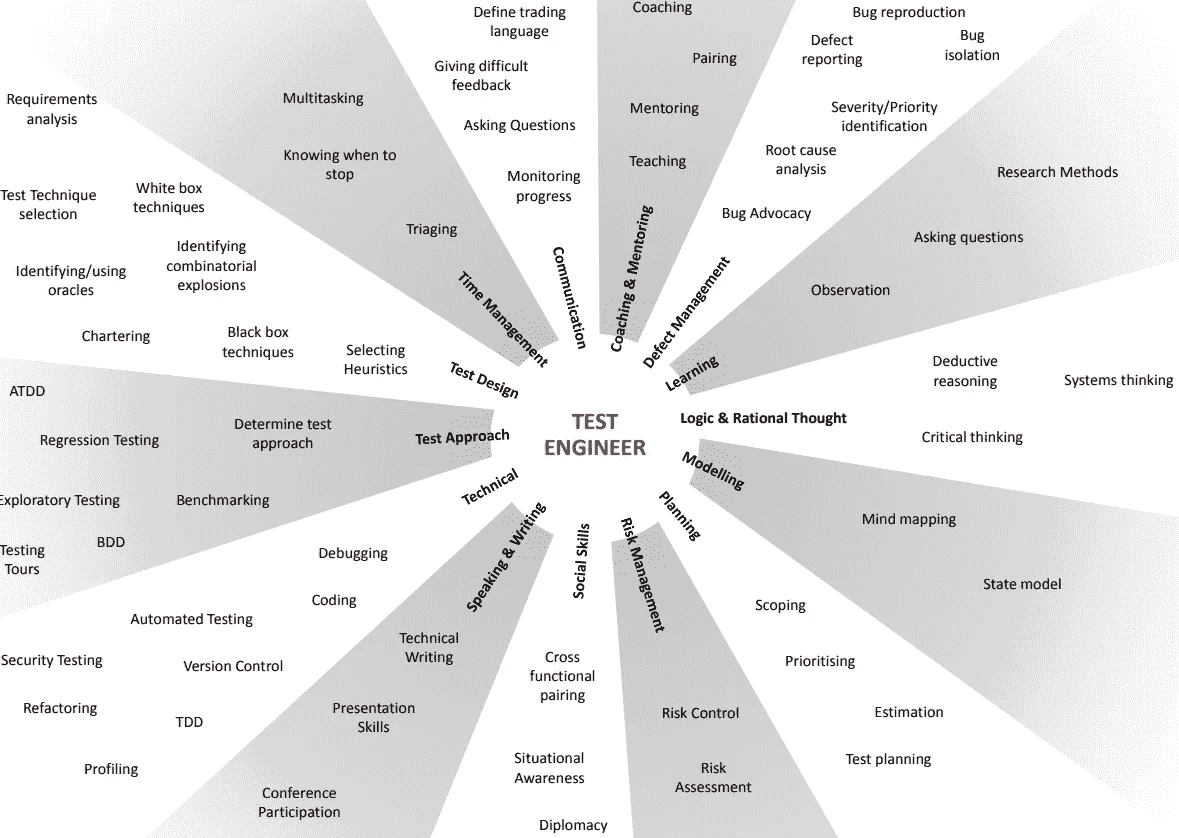 Define trading
language
Giving difficult
feedback
Asking Questions
Monitoring
progress
Communication
Coaching
Pairing
Mentoring
Teaching
Coaching & Mentoring
Bug reproduction
Defect
reporting
Bug
isolation
Severity/Priority
identification
Root cause
analysis
Bug Advocacy
Defect Management
Research Methods
Asking questions
Observation
Learning
Deductive
reasoning
Systems thinking
Critical thinking
Logic & Rational Thought
Modelling
Mind mapping
State model
Planning
Scoping
Prioritising
Estimation
Test planning
Risk Management
Risk Control
Risk
Assessment
Social Skills
Cross
functional
pairing
Situational
Awareness
Diplomacy
Speaking & Writing
Technical
Writing
Presentation
Skills
Conference
Participation
Technical
Debugging
Coding
Automated Testing
Security Testing
Version Control
Refactoring
TDD
Profiling
Test Approach
ATDD
Regression Testing
Determine test
approach
Exploratory Testing
Benchmarking
BDD
Testing
Tours
Test Design
Requirements
analysis
Test Technique
selection
White box
techniques
Identifying
combinatorial
explosions
Identifying/using
oracles
Chartering
Black box
techniques
Selecting
Heuristics
Time Management
Multitasking
Knowing when to
stop
Triaging
TEST
ENGINEER